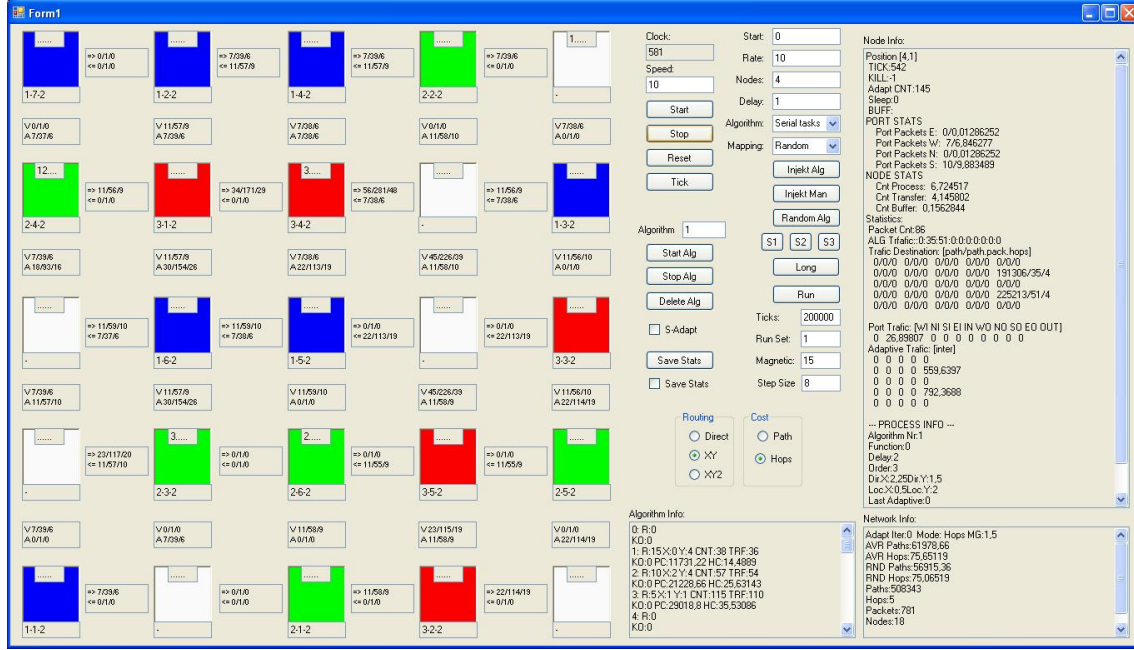 Form1
...... ...... ...... ...... 1.....
=> 0/1/0 => 7/39/6 => 7/39/6 => 7/39/6
<= 0/1/0 <= 11/57/9 <= 11/57/9 <= 0/1/0
1-7-2 1-2-2 1-4-2 2-2-2 -
V 0/1/0 V 11/57/9 V 7/38/6 V 0/1/0 V 7/38/6
A 7/37/6 A 7/39/6 A 7/38/6 A 11/58/10 A 0/1/0
12.... ...... 3..... ...... ......
=> 11/56/9 => 34/171/29 => 56/281/48 => 11/56/9
<= 0/1/0 <= 0/1/0 <= 7/38/6 <= 7/38/6
2-4-2 3-1-2 3-4-2 - 1-3-2
V 7/39/6 V 11/57/9 V 7/38/6 V 45/226/39 V 11/56/10
A 18/93/16 A 30/154/26 A 22/113/19 A 11/58/10 A 0/1/0
...... ...... ...... ...... ......
=> 11/59/10 => 11/59/10 => 0/1/0 => 0/1/0
<= 7/37/6 <= 7/38/6 <= 22/113/19 <= 22/113/19
- 1-6-2 1-5-2 - 3-3-2
V 7/39/6 V 11/57/9 V 11/59/10 V 45/226/39 V 11/56/10
A 11/57/10 A 30/154/26 A 0/1/0 A 11/58/9 A 22/114/19
...... 3..... 2..... ...... ......
=> 23/117/20 => 0/1/0 => 0/1/0 => 0/1/0
<= 11/57/10 <= 0/1/0 <= 11/55/9 <= 11/55/9
- 2-3-2 2-6-2 3-5-2 2-5-2
V 7/39/6 V 0/1/0 V 11/58/9 V 23/115/19 V 0/1/0
A 0/1/0 A 7/39/6 A 0/1/0 A 11/58/9 A 22/114/19
...... ...... ...... ...... ......
=> 7/39/6 => 0/1/0 => 11/58/9 => 22/114/19
<= 0/1/0 <= 0/1/0 <= 0/1/0 <= 0/1/0
1-1-2 - 2-1-2 3-2-2 -
Clock:
581
Speed:
10
Start
Stop
Reset
Tick
Start: 0
Rate: 10
Nodes: 4
Delay: 1
Algorithm: Serial tasks
Mapping: Random
Injekt Alg
Injekt Man
Random Alg
S1 S2 S3
Long
Run
Algorithm 1
Start Alg
Stop Alg
Delete Alg
S-Adapt
Save Stats
Save Stats
Ticks: 200000
Run Set: 1
Magnetic: 15
Step Size 8
Routing
Direct
XY
XY2
Cost
Path
Hops
Algorithm Info:
0: R:0
KO:0
1: R:15 X:0 Y:4 CNT:38 TRF:36
KO:0 PC:11731,22 HC:14,4889
2: R:10 X:2 Y:4 CNT:57 TRF:54
KO:0 PC:21228,66 HC:25,63143
3: R:5 X:1 Y:1 CNT:115 TRF:110
KO:0 PC:29018,8 HC:35,53086
4: R:0
KO:0
Node Info:
Position [4,1]
TICK:542
KILL:-1
Adapt CNT:145
Sleep:0
BUFF:
PORT STATS
Port Packets E: 0/0,01286252
Port Packets W: 7/6,846277
Port Packets N: 0/0,01286252
Port Packets S: 10/9,883489
NODE STATS
Cnt Process: 6,724517
Cnt Transfer: 4,145802
Cnt Buffer: 0,1562844
Statistics:
Packet Cnt:86
ALG Trfafic::0:35:51:0:0:0:0:0:0:0
Trafic Destination: [path/path.pack.hops]
0/0/0 0/0/0 0/0/0 0/0/0 0/0/0
0/0/0 0/0/0 0/0/0 0/0/0 191306/35/4
0/0/0 0/0/0 0/0/0 0/0/0 0/0/0
0/0/0 0/0/0 0/0/0 0/0/0 225213/51/4
0/0/0 0/0/0 0/0/0 0/0/0 0/0/0
Port Trafic: [WI NI SI EI IN WO NO SO EO OUT]
0 26,89807 0 0 0 0 0 0 0 0
Adaptive Trafic: [inter]
0 0 0 0 0
0 0 0 0 559,6397
0 0 0 0 0
0 0 0 0 792,3688
0 0 0 0 0
--- PROCESS INFO ---
Algorithm Nr:1
Function:0
Delay:2
Order:3
Dir.X:2,25Dir.Y:1,5
Loc.X:0,5Loc.Y:2
Last Adaptive:0
Network Info:
Adapt Iter:0 Mode: Hops MG:1,5
AVR Paths:61978,66
AVR Hops:75,65119
RND Paths:56915,36
RND Hops:75,06519
Paths:508343
Hops:5
Packets:781
Nodes:18